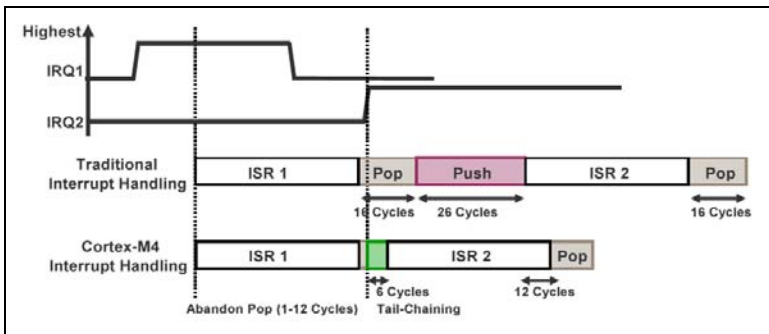 Highest
IRQ1
IRQ2
Traditional
Interrupt Handling
ISR 1
Pop
Push
ISR 2
Pop
16 Cycles
26 Cycles
16 Cycles
Cortex-M4
Interrupt Handling
ISR 1
ISR 2
Pop
6 Cycles
12 Cycles
Abandon Pop (1-12 Cycles)
Tail-Chaining